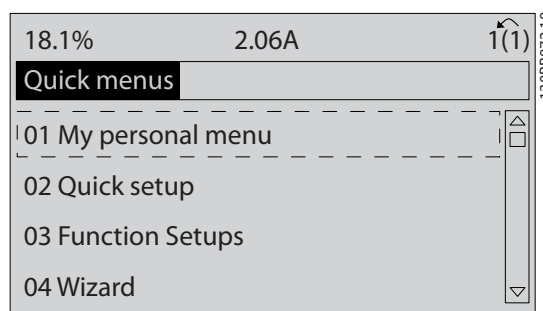 18.1% 2.06A 1(1)
Quick menus
01 My personal menu
02 Quick setup
03 Function Setups
04 Wizard